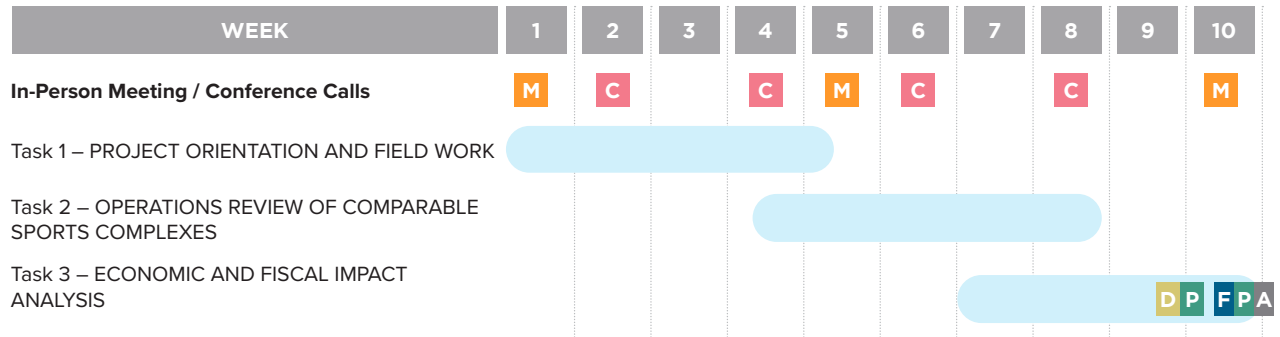 WEEK 1 2 3 4 5 6 7 8 9 10
In-Person Meeting / Conference Calls M C C M C C M
Task 1 – PROJECT ORIENTATION AND FIELD WORK
Task 2 – OPERATIONS REVIEW OF COMPARABLE
SPORTS COMPLEXES
Task 3 – ECONOMIC AND FISCAL IMPACT
ANALYSIS
D P F P A